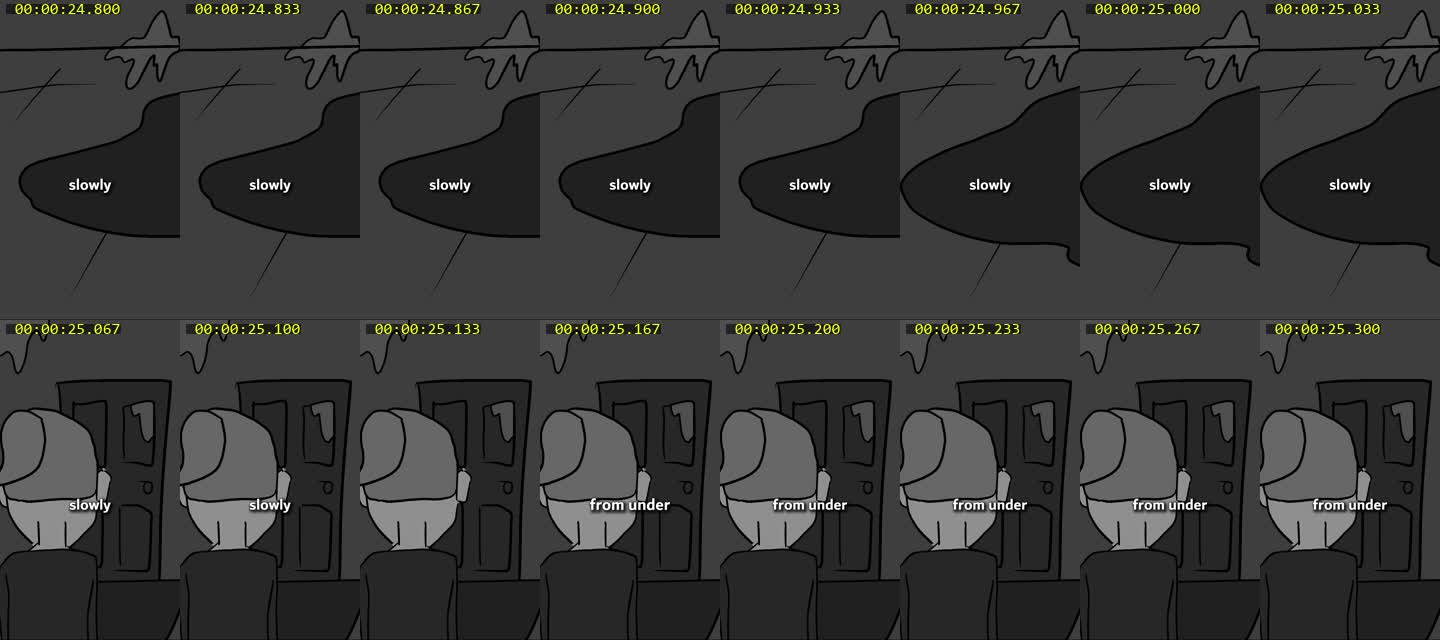 00:00:24.800 00:00:24.833 00:00:24.867 00:00:24.900 00:00:24.933 00:00:24.967 00:00:25.000 00:00:25.033
slowly slowly slowly slowly slowly slowly slowly slowly
00:00:25.067 00:00:25.100 00:00:25.133 00:00:25.167 00:00:25.200 00:00:25.233 00:00:25.267 00:00:25.300
slowly slowly from under from under from under from under from under